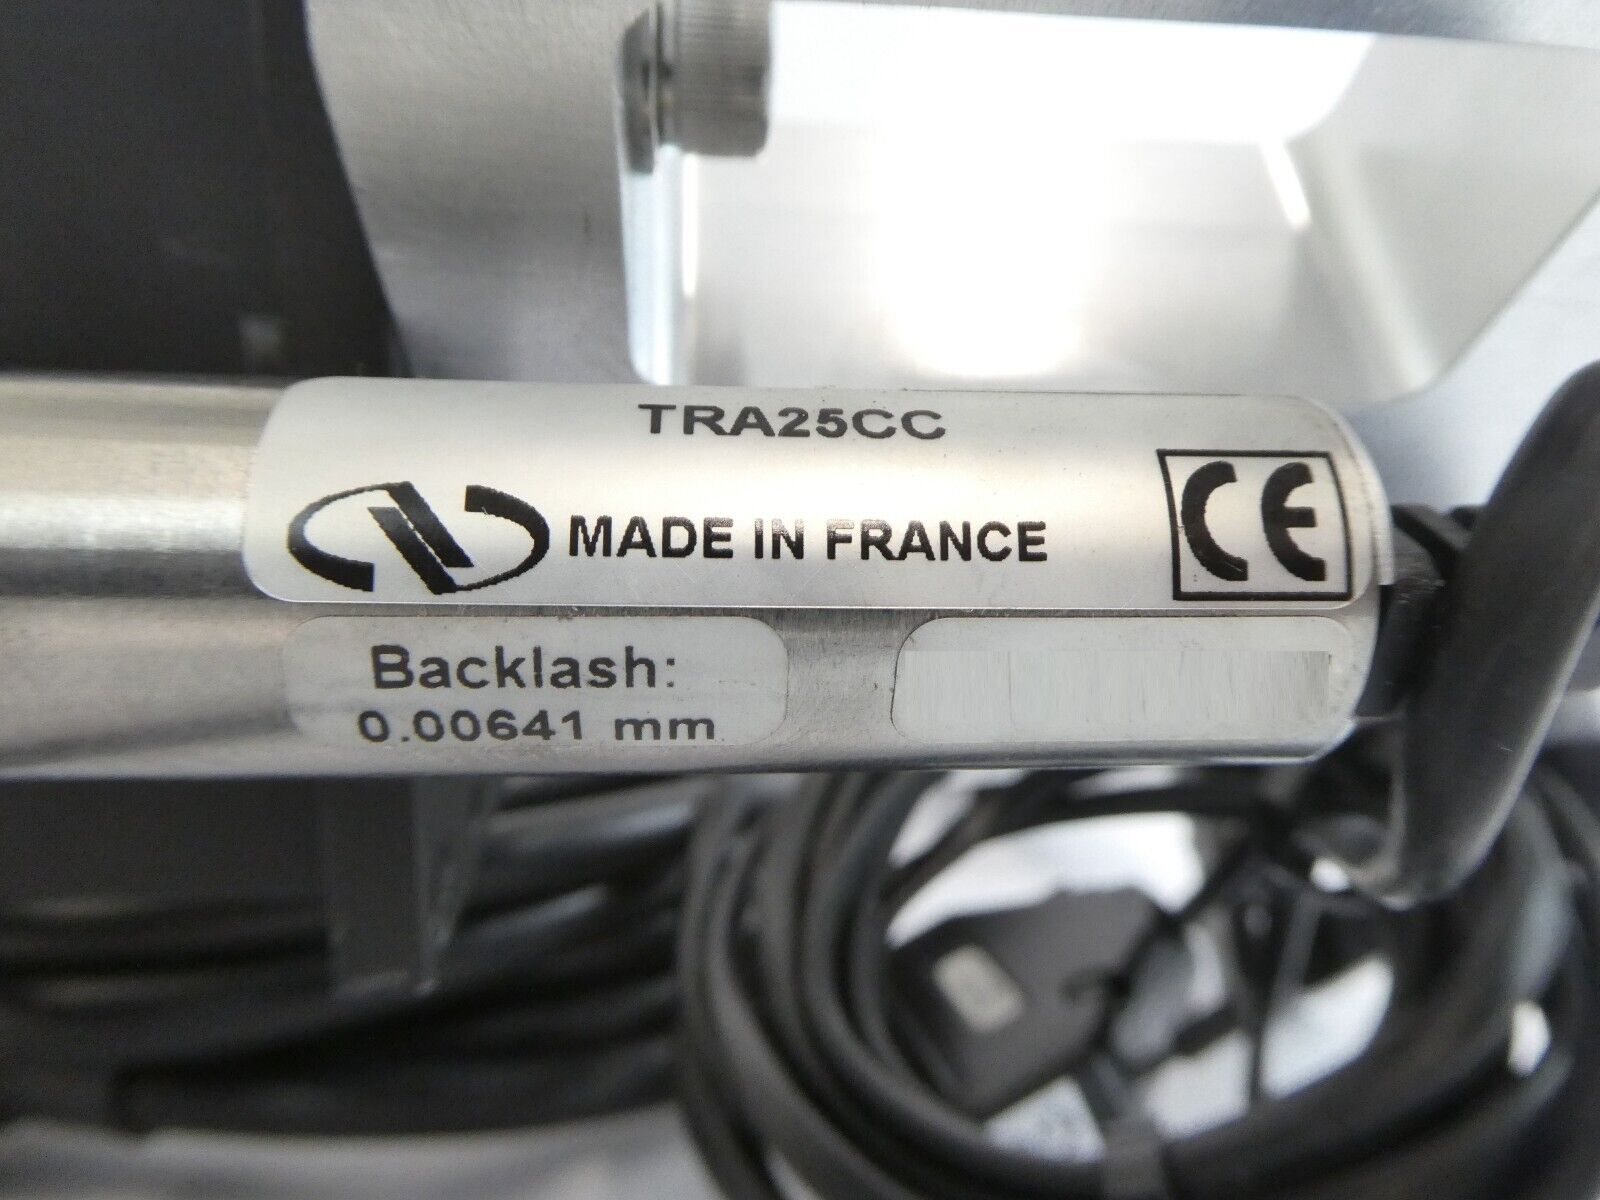 TRA25CC
MADE IN FRANCE
CE
Backlash:
0.00641 mm